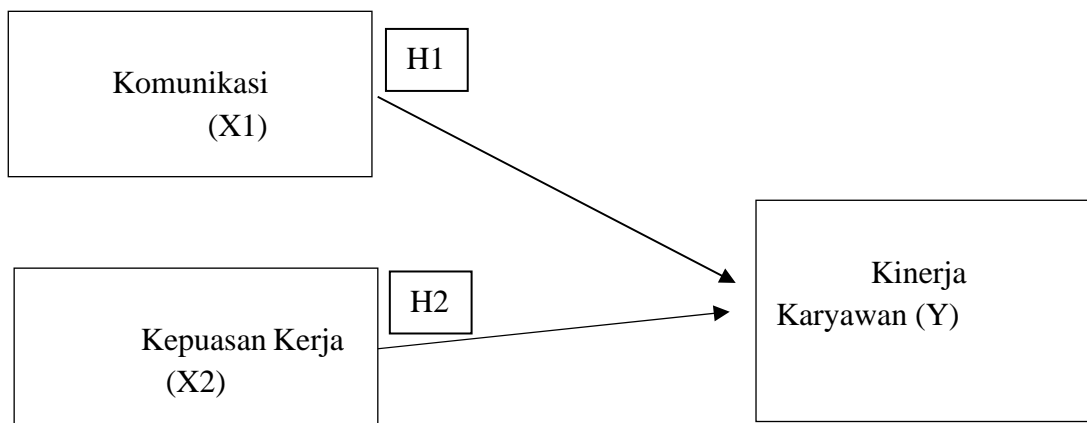 H1
Komunikasi
(X1)
H2
Kepuasan Kerja
(X2)
Kinerja
Karyawan (Y)